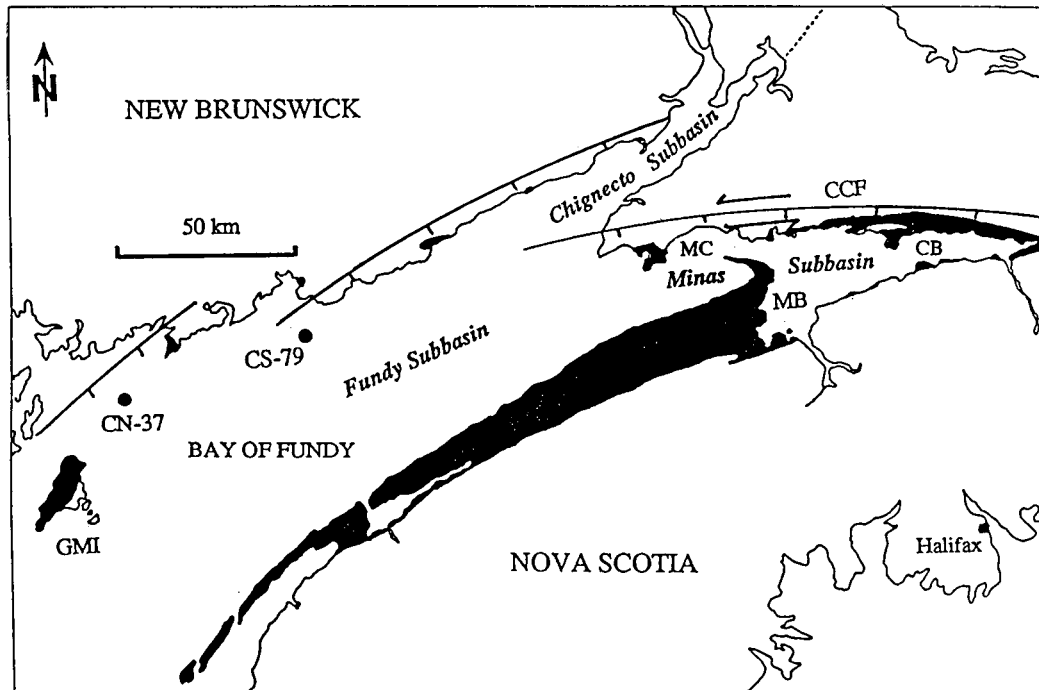 N
NEW BRUNSWICK
Chignecto Subbasin
CCF
50 km
MC
CB
Minas Subbasin
MB
CS-79
Fundy Subbasin
CN-37
BAY OF FUNDY
GMI
NOVA SCOTIA
Halifax